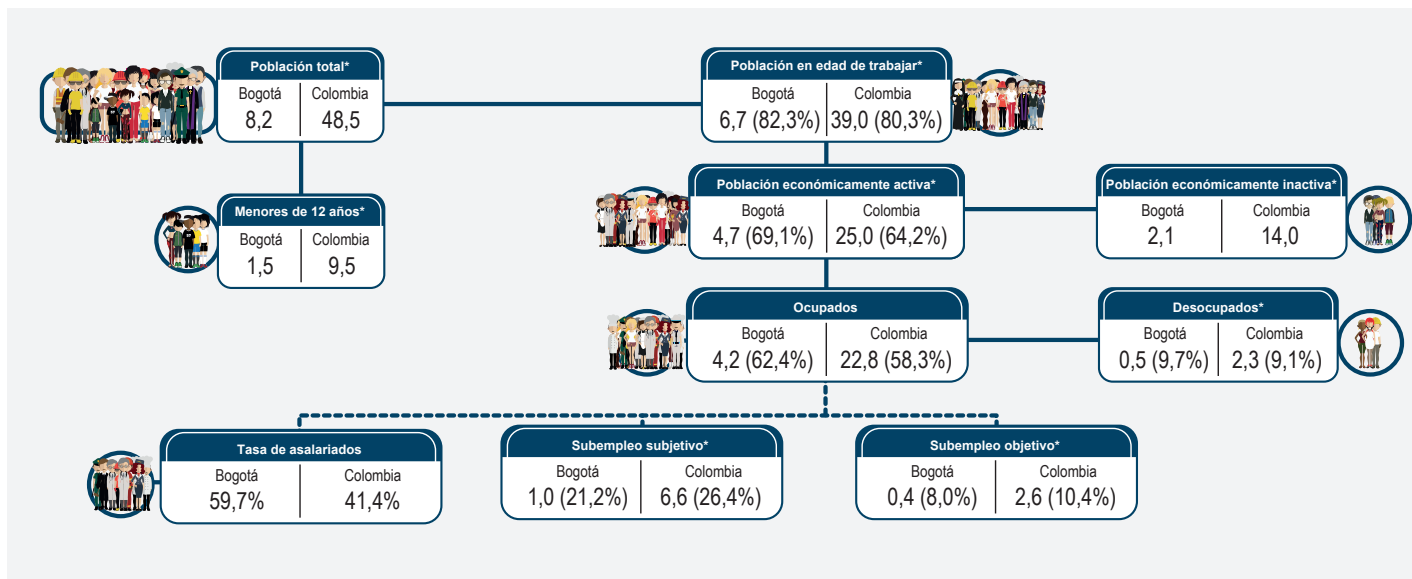 Población total*
Bogotá Colombia
8,2 48,5
Población en edad de trabajar*
Bogotá Colombia
6,7 (82,3%) 39,0 (80,3%)
Menores de 12 años*
Bogotá Colombia
1,5 9,5
Población económicamente activa*
Bogotá Colombia
4,7 (69,1%) 25,0 (64,2%)
Población económicamente inactiva*
Bogotá Colombia
2,1 14,0
Ocupados
Bogotá Colombia
4,2 (62,4%) 22,8 (58,3%)
Desocupados*
Bogotá Colombia
0,5 (9,7%) 2,3 (9,1%)
Tasa de asalariados
Bogotá Colombia
59,7% 41,4%
Subempleo subjetivo*
Bogotá Colombia
1,0 (21,2%) 6,6 (26,4%)
Subempleo objetivo*
Bogotá Colombia
0,4 (8,0%) 2,6 (10,4%)